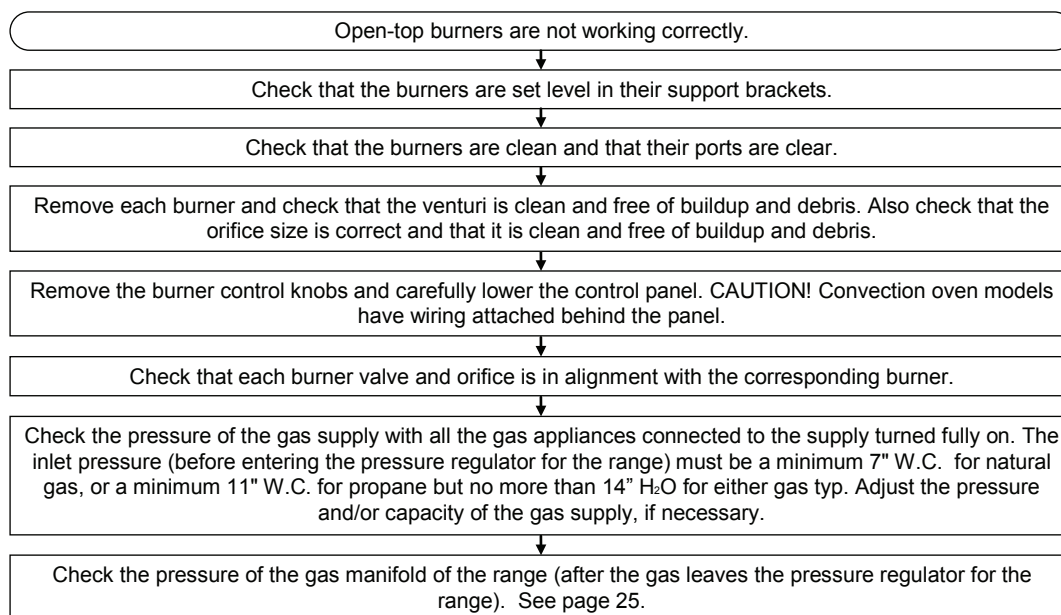 Open-top burners are not working correctly.
Check that the burners are set level in their support brackets.
Check that the burners are clean and that their ports are clear.
Remove each burner and check that the venturi is clean and free of buildup and debris. Also check that the
orifice size is correct and that it is clean and free of buildup and debris.
Remove the burner control knobs and carefully lower the control panel. CAUTION! Convection oven models
have wiring attached behind the panel.
Check that each burner valve and orifice is in alignment with the corresponding burner.
Check the pressure of the gas supply with all the gas appliances connected to the supply turned fully on. The
inlet pressure (before entering the pressure regulator for the range) must be a minimum 7" W.C. for natural
gas, or a minimum 11" W.C. for propane but no more than 14” H₂O for either gas typ. Adjust the pressure
and/or capacity of the gas supply, if necessary.
Check the pressure of the gas manifold of the range (after the gas leaves the pressure regulator for the
range). See page 25.